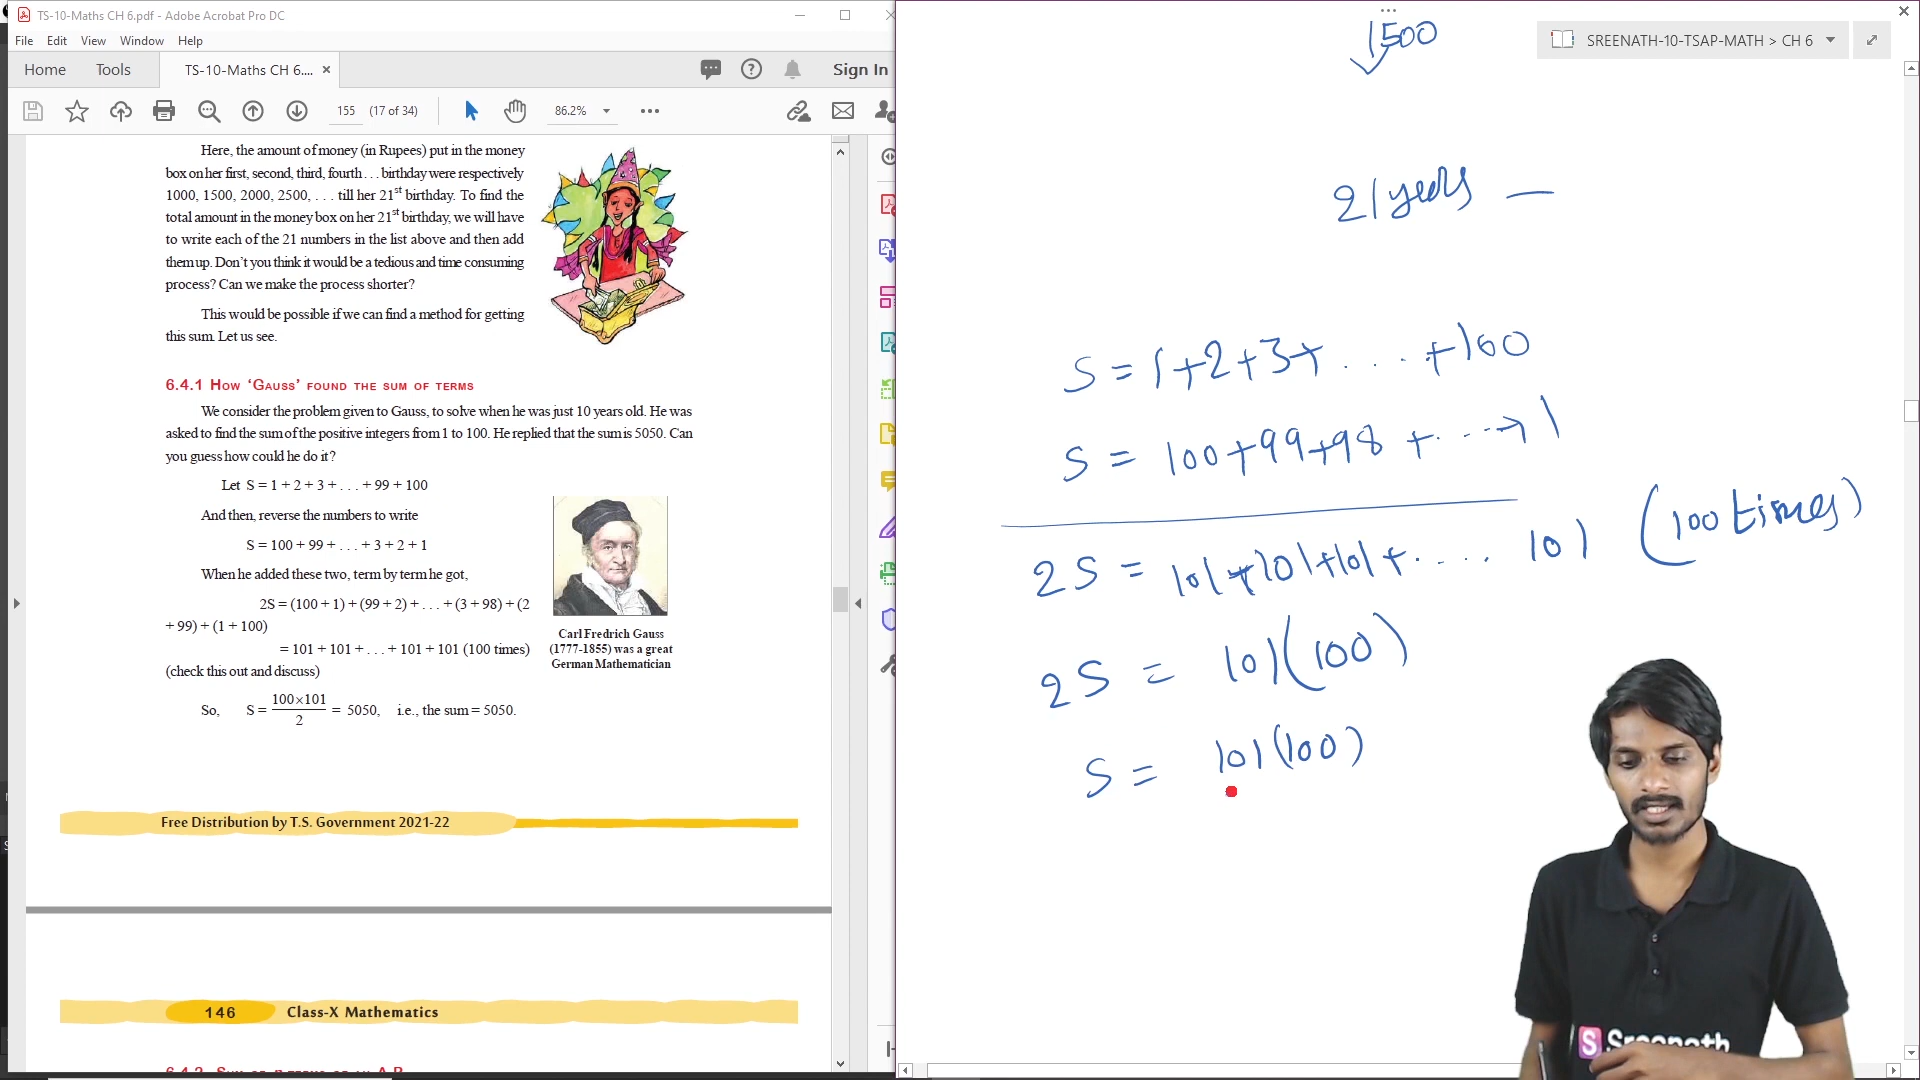 TS-10-Maths CH 6.pdf - Adobe Acrobat Pro DC
File Edit View Window Help
Home Tools TS-10-Maths CH 6.... × Sign In
155 (17 of 34) 86.2%
Here, the amount of money (in Rupees) put in the money
box on her first, second, third, fourth . . . birthday were respectively
1000, 1500, 2000, 2500, . . . till her 21st birthday. To find the
total amount in the money box on her 21st birthday, we will have
to write each of the 21 numbers in the list above and then add
them up. Don't you think it would be a tedious and time consuming
process? Can we make the process shorter?
This would be possible if we can find a method for getting
this sum. Let us see.
6.4.1 How 'Gauss' found the sum of terms
We consider the problem given to Gauss, to solve when he was just 10 years old. He was
asked to find the sum of the positive integers from 1 to 100. He replied that the sum is 5050. Can
you guess how could he do it?
Let S = 1 + 2 + 3 + . . . + 99 + 100
And then, reverse the numbers to write
S = 100 + 99 + . . . + 3 + 2 + 1
When he added these two, term by term he got,
2S = (100 + 1) + (99 + 2) + . . . + (3 + 98) + (2
+ 99) + (1 + 100)
= 101 + 101 + . . . + 101 + 101 (100 times)
(check this out and discuss)
So, S = 100×101/2 = 5050, i.e., the sum = 5050.
Carl Fredrich Gauss
(1777-1855) was a great
German Mathematician
Free Distribution by T.S. Government 2021-22
146 Class-X Mathematics
SREENATH-10-TSAP-MATH > CH 6
1500
21 years —
S = 1+2+3+ . . . . +100
S = 100+99+98 + . . . + 1
2S = 101+101+101+ . . . . 101 (100 times)
2S = 101(100)
S = 101(100)
S Sreenath